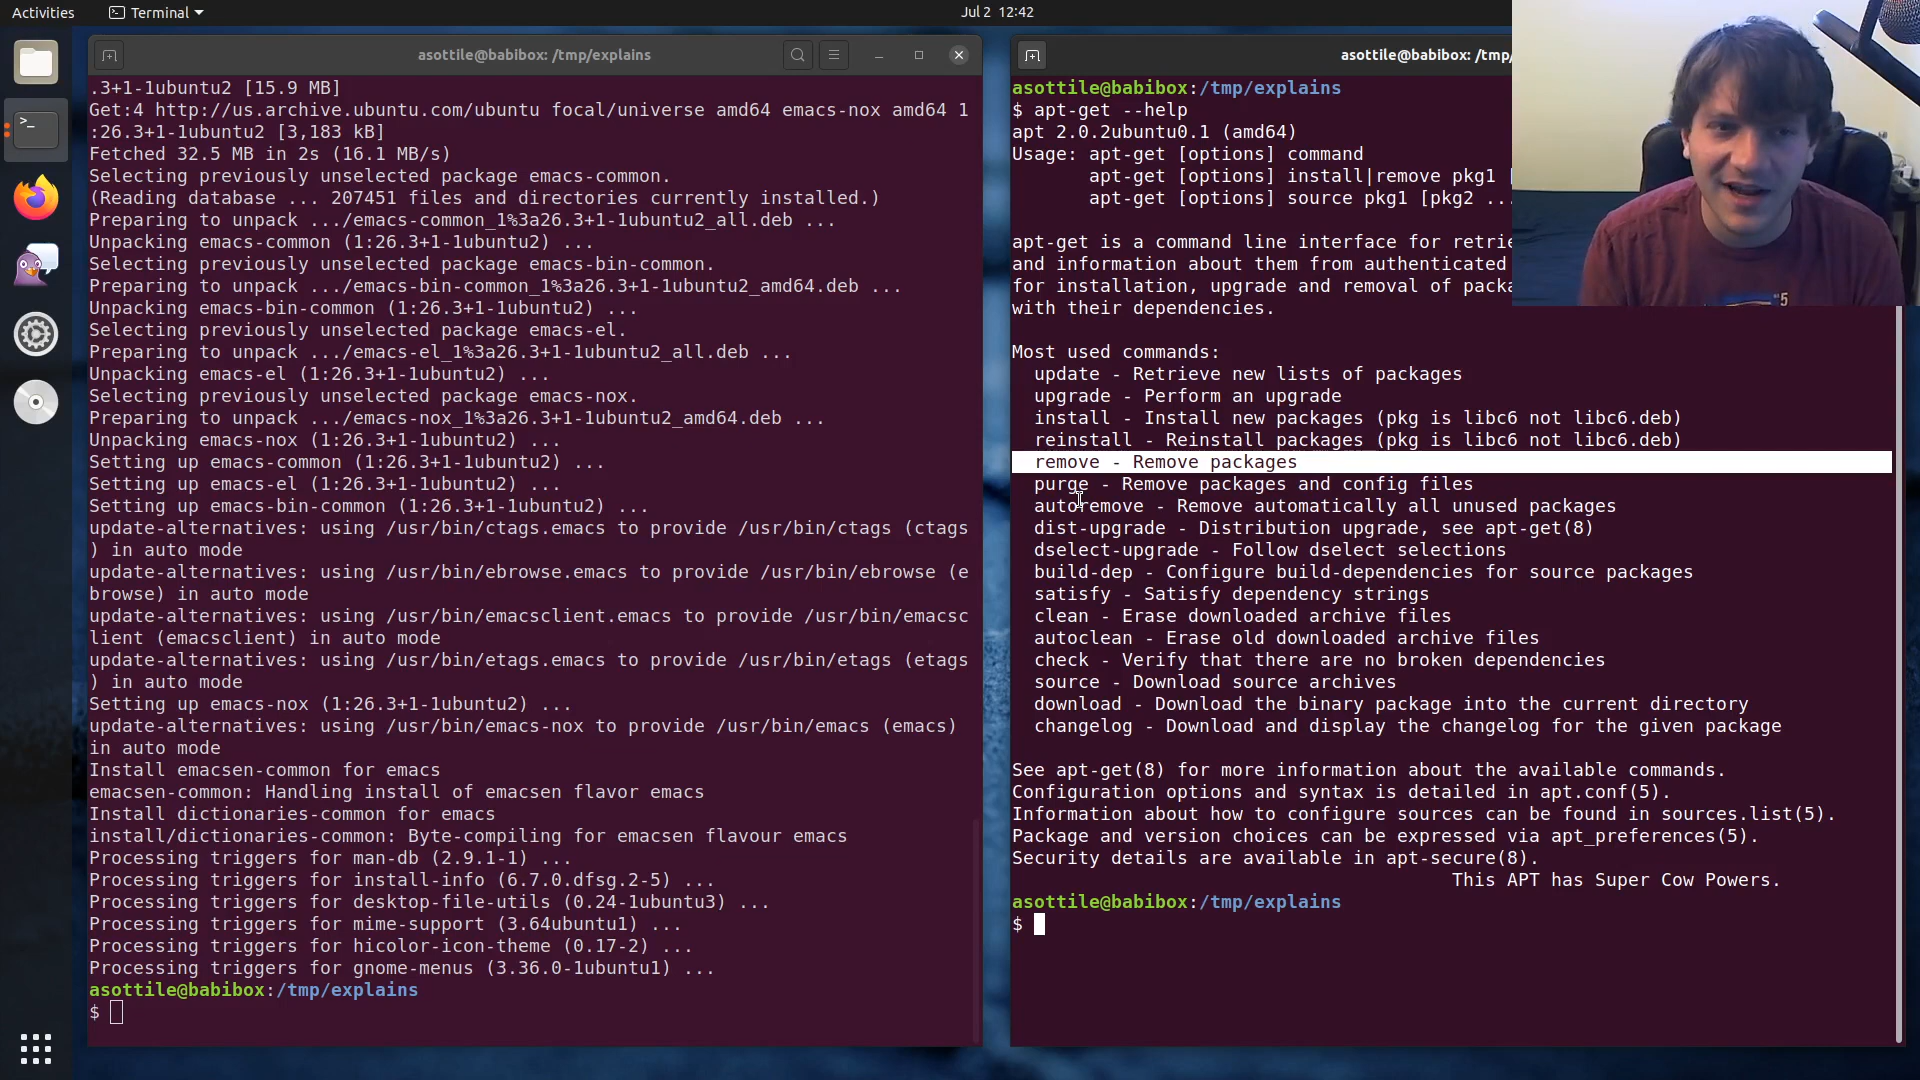 Activities
Terminal
Jul 2 12:42
asottile@babibox: /tmp/explains
.3+1-1ubuntu2 [15.9 MB]
Get:4 http://us.archive.ubuntu.com/ubuntu focal/universe amd64 emacs-nox amd64 1
:26.3+1-1ubuntu2 [3,183 kB]
Fetched 32.5 MB in 2s (16.1 MB/s)
Selecting previously unselected package emacs-common.
(Reading database ... 207451 files and directories currently installed.)
Preparing to unpack .../emacs-common_1%3a26.3+1-1ubuntu2_all.deb ...
Unpacking emacs-common (1:26.3+1-1ubuntu2) ...
Selecting previously unselected package emacs-bin-common.
Preparing to unpack .../emacs-bin-common_1%3a26.3+1-1ubuntu2_amd64.deb ...
Unpacking emacs-bin-common (1:26.3+1-1ubuntu2) ...
Selecting previously unselected package emacs-el.
Preparing to unpack .../emacs-el_1%3a26.3+1-1ubuntu2_all.deb ...
Unpacking emacs-el (1:26.3+1-1ubuntu2) ...
Selecting previously unselected package emacs-nox.
Preparing to unpack .../emacs-nox_1%3a26.3+1-1ubuntu2_amd64.deb ...
Unpacking emacs-nox (1:26.3+1-1ubuntu2) ...
Setting up emacs-common (1:26.3+1-1ubuntu2) ...
Setting up emacs-el (1:26.3+1-1ubuntu2) ...
Setting up emacs-bin-common (1:26.3+1-1ubuntu2) ...
update-alternatives: using /usr/bin/ctags.emacs to provide /usr/bin/ctags (ctags
) in auto mode
update-alternatives: using /usr/bin/ebrowse.emacs to provide /usr/bin/ebrowse (e
browse) in auto mode
update-alternatives: using /usr/bin/emacsclient.emacs to provide /usr/bin/emacsc
lient (emacsclient) in auto mode
update-alternatives: using /usr/bin/etags.emacs to provide /usr/bin/etags (etags
) in auto mode
Setting up emacs-nox (1:26.3+1-1ubuntu2) ...
update-alternatives: using /usr/bin/emacs-nox to provide /usr/bin/emacs (emacs)
in auto mode
Install emacsen-common for emacs
emacsen-common: Handling install of emacsen flavor emacs
Install dictionaries-common for emacs
install/dictionaries-common: Byte-compiling for emacsen flavour emacs
Processing triggers for man-db (2.9.1-1) ...
Processing triggers for install-info (6.7.0.dfsg.2-5) ...
Processing triggers for desktop-file-utils (0.24-1ubuntu3) ...
Processing triggers for mime-support (3.64ubuntu1) ...
Processing triggers for hicolor-icon-theme (0.17-2) ...
Processing triggers for gnome-menus (3.36.0-1ubuntu1) ...
asottile@babibox:/tmp/explains
$
asottile@babibox: /tmp/
asottile@babibox:/tmp/explains
$ apt-get --help
apt 2.0.2ubuntu0.1 (amd64)
Usage: apt-get [options] command
apt-get [options] install|remove pkg1 [
apt-get [options] source pkg1 [pkg2 ...
apt-get is a command line interface for retrie
and information about them from authenticated
for installation, upgrade and removal of packa
with their dependencies.
Most used commands:
update - Retrieve new lists of packages
upgrade - Perform an upgrade
install - Install new packages (pkg is libc6 not libc6.deb)
reinstall - Reinstall packages (pkg is libc6 not libc6.deb)
remove - Remove packages
purge - Remove packages and config files
autoremove - Remove automatically all unused packages
dist-upgrade - Distribution upgrade, see apt-get(8)
dselect-upgrade - Follow dselect selections
build-dep - Configure build-dependencies for source packages
satisfy - Satisfy dependency strings
clean - Erase downloaded archive files
autoclean - Erase old downloaded archive files
check - Verify that there are no broken dependencies
source - Download source archives
download - Download the binary package into the current directory
changelog - Download and display the changelog for the given package
See apt-get(8) for more information about the available commands.
Configuration options and syntax is detailed in apt.conf(5).
Information about how to configure sources can be found in sources.list(5).
Package and version choices can be expressed via apt_preferences(5).
Security details are available in apt-secure(8).
This APT has Super Cow Powers.
asottile@babibox:/tmp/explains
$